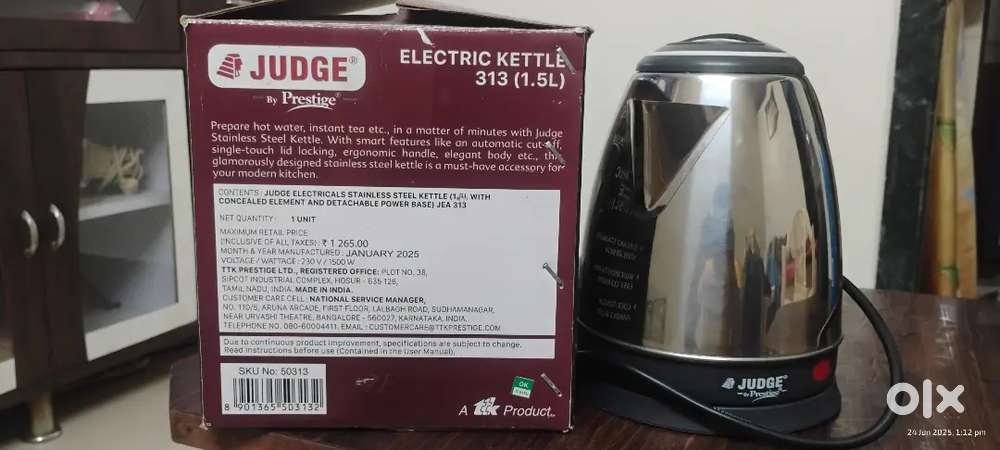 JUDGE®
By Prestige®
ELECTRIC KETTLE
313 (1.5L)
Prepare hot water, instant tea etc., in a matter of minutes with Judge
Stainless Steel Kettle. With smart features like an automatic cut-off,
single-touch lid locking, ergonomic handle, elegant body etc., this
glamorously designed stainless steel kettle is a must-have accessory for
your modern kitchen.
CONTENTS : JUDGE ELECTRICALS STAINLESS STEEL KETTLE (1.5L), WITH
CONCEALED ELEMENT AND DETACHABLE POWER BASE) JEA 313
NET QUANTITY : 1 UNIT
MAXIMUM RETAIL PRICE
(INCLUSIVE OF ALL TAXES) : ₹ 1 265.00
MONTH & YEAR MANUFACTURED : JANUARY 2025
VOLTAGE / WATTAGE : 230 V / 1500 W
TTK PRESTIGE LTD., REGISTERED OFFICE: PLOT NO. 38,
SIPCOT INDUSTRIAL COMPLEX, HOSUR - 635 126,
TAMIL NADU, INDIA. MADE IN INDIA.
CUSTOMER CARE CELL : NATIONAL SERVICE MANAGER,
NO. 110/5, ARUNA ARCADE, FIRST FLOOR, LALBAGH ROAD, SUDHAMANAGAR,
NEAR URVASHI THEATRE, BANGALORE - 560027, KARNATAKA, INDIA.
TELEPHONE NO. 080-60004411. EMAIL : CUSTOMERCARE@TTKPRESTIGE.COM
Due to continuous product improvement, specifications are subject to change.
Read instructions before use (Contained in the User Manual).
SKU No: 50313
8 901365 503132
OK
A ttk Product
JUDGE®
By Prestige®
olx
24 Jan 2025, 1:12 pm